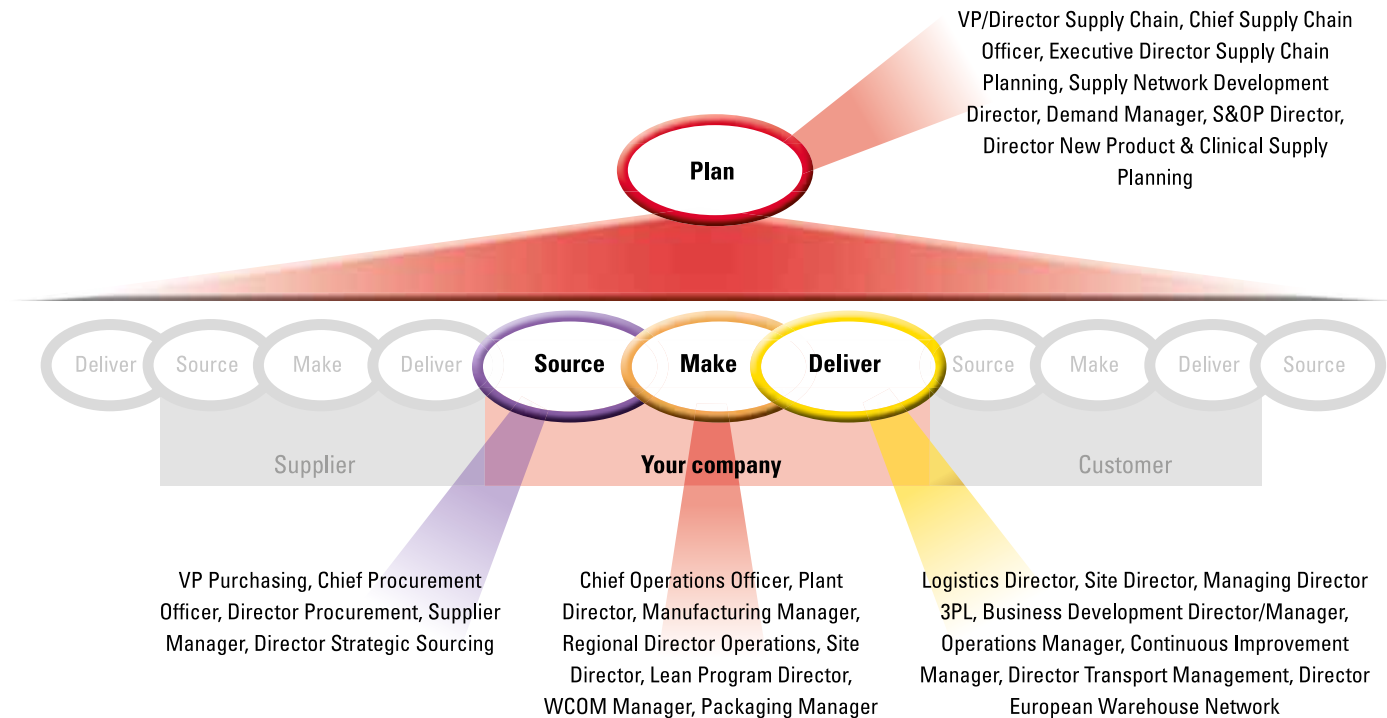 VP/Director Supply Chain, Chief Supply Chain
Officer, Executive Director Supply Chain
Planning, Supply Network Development
Director, Demand Manager, S&OP Director,
Director New Product & Clinical Supply
Planning
Plan
Deliver Source Make Deliver Source Make Deliver Source Make Deliver Source
Supplier Your company Customer
VP Purchasing, Chief Procurement
Officer, Director Procurement, Supplier
Manager, Director Strategic Sourcing
Chief Operations Officer, Plant
Director, Manufacturing Manager,
Regional Director Operations, Site
Director, Lean Program Director,
WCOM Manager, Packaging Manager
Logistics Director, Site Director, Managing Director
3PL, Business Development Director/Manager,
Operations Manager, Continuous Improvement
Manager, Director Transport Management, Director
European Warehouse Network